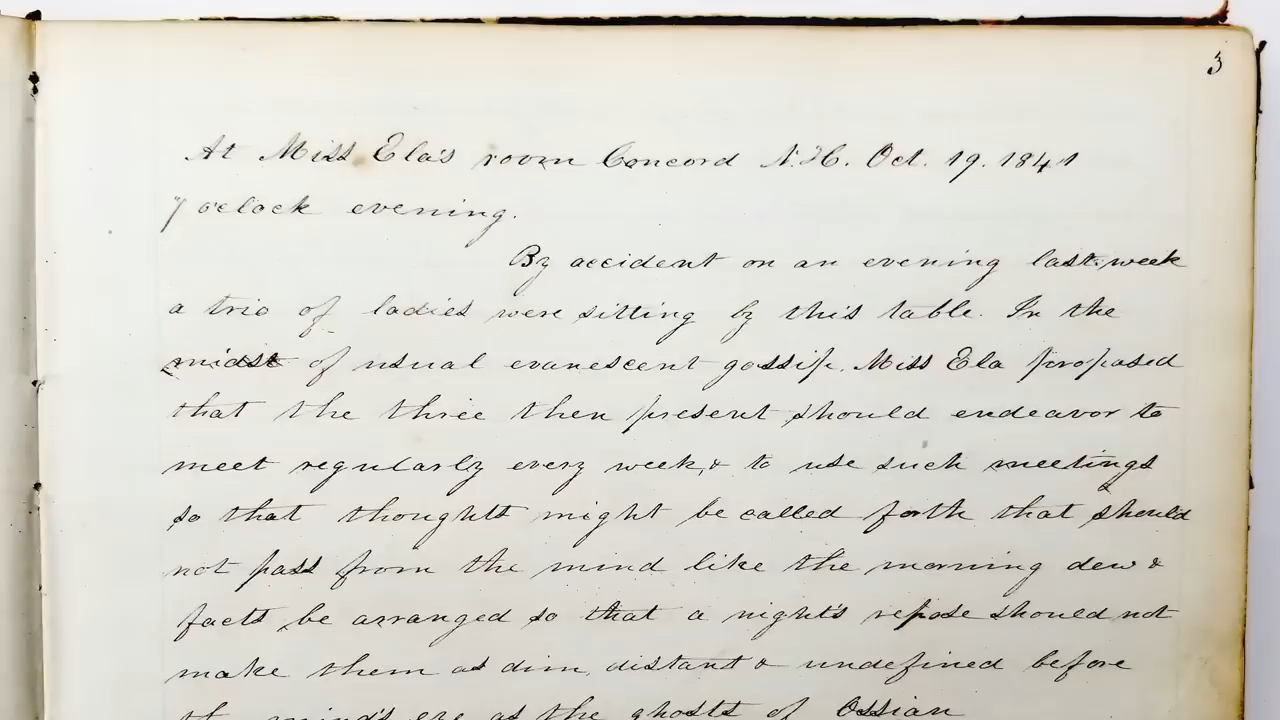 3
At Miss Ela's room Concord N.H. Oct. 19. 1841
7 o'clock evening.
By accident on an evening last week
a trio of ladies were sitting by this table. In the
midst of usual evanescent gossip, Miss Ela proposed
that the three then present should endeavor to
meet regularly every week, & to use such meetings
so that thoughts might be called forth that should
not pass from the mind like the morning dew &
facts be arranged so that a night's repose should not
make them as dim, distant & undefined before
the mind's eye as the ghosts of Ossian